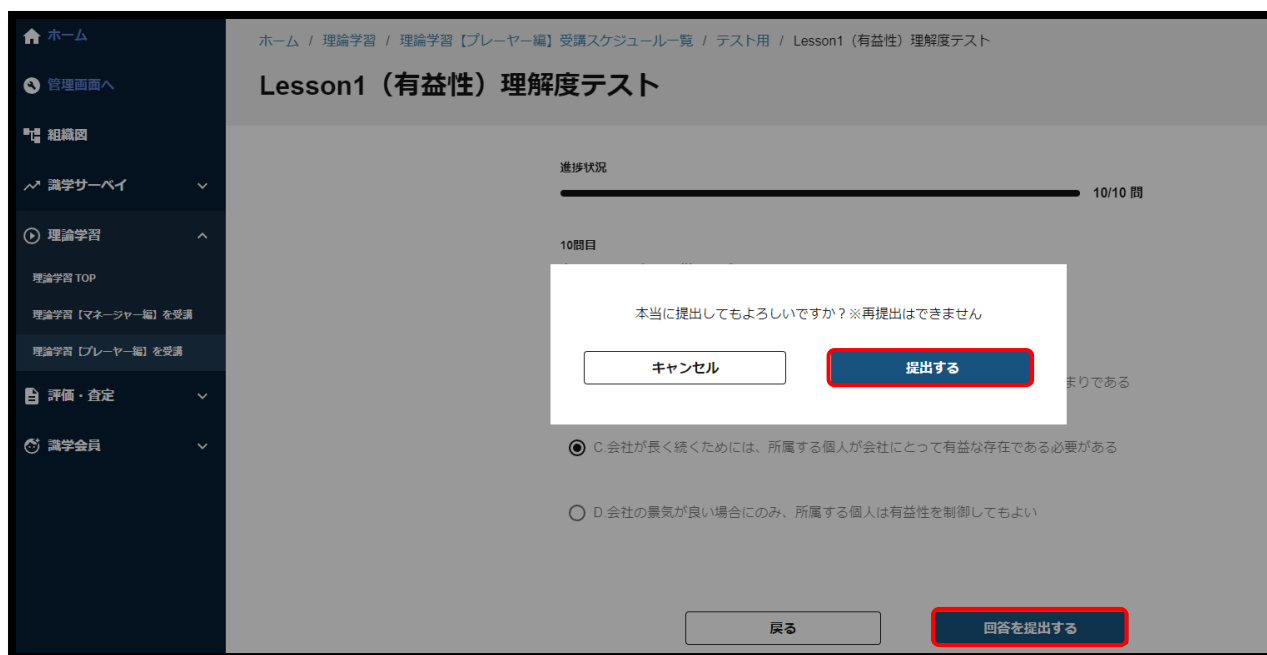 ホーム
管理画面へ
組織図
識学サーベイ
理論学習
理論学習 TOP
理論学習【マネージャー編】を受講
理論学習【プレーヤー編】を受講
評価・査定
識学会員
ホーム / 理論学習 / 理論学習【プレーヤー編】受講スケジュール一覧 / テスト用 / Lesson1（有益性）理解度テスト
Lesson1（有益性）理解度テスト
進捗状況
10/10 問
10問目
本当に提出してもよろしいですか？※再提出はできません
キャンセル
提出する
まりである
C.会社が長く続くためには、所属する個人が会社にとって有益な存在である必要がある
D.会社の景気が良い場合にのみ、所属する個人は有益性を制御してもよい
戻る
回答を提出する